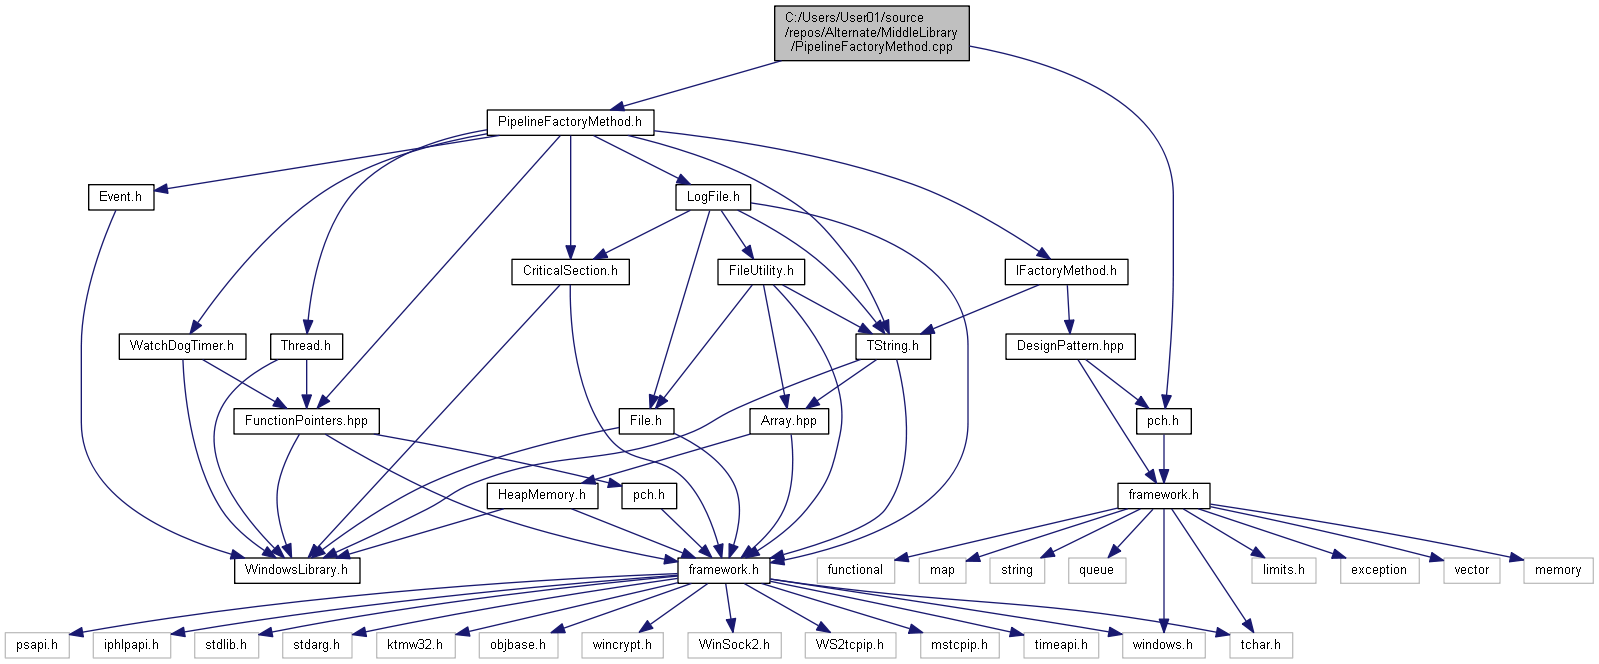 C:/Users/User01/source
/repos/Alternate/MiddleLibrary
/PipelineFactoryMethod.cpp
PipelineFactoryMethod.h
Event.h
LogFile.h
CriticalSection.h
FileUtility.h
IFactoryMethod.h
WatchDogTimer.h
Thread.h
TString.h
DesignPattern.hpp
FunctionPointers.hpp
File.h
Array.hpp
pch.h
HeapMemory.h
pch.h
framework.h
WindowsLibrary.h
framework.h
functional
map
string
queue
limits.h
exception
vector
memory
psapi.h
iphlpapi.h
stdlib.h
stdarg.h
ktmw32.h
objbase.h
wincrypt.h
WinSock2.h
WS2tcpip.h
mstcpip.h
timeapi.h
windows.h
tchar.h